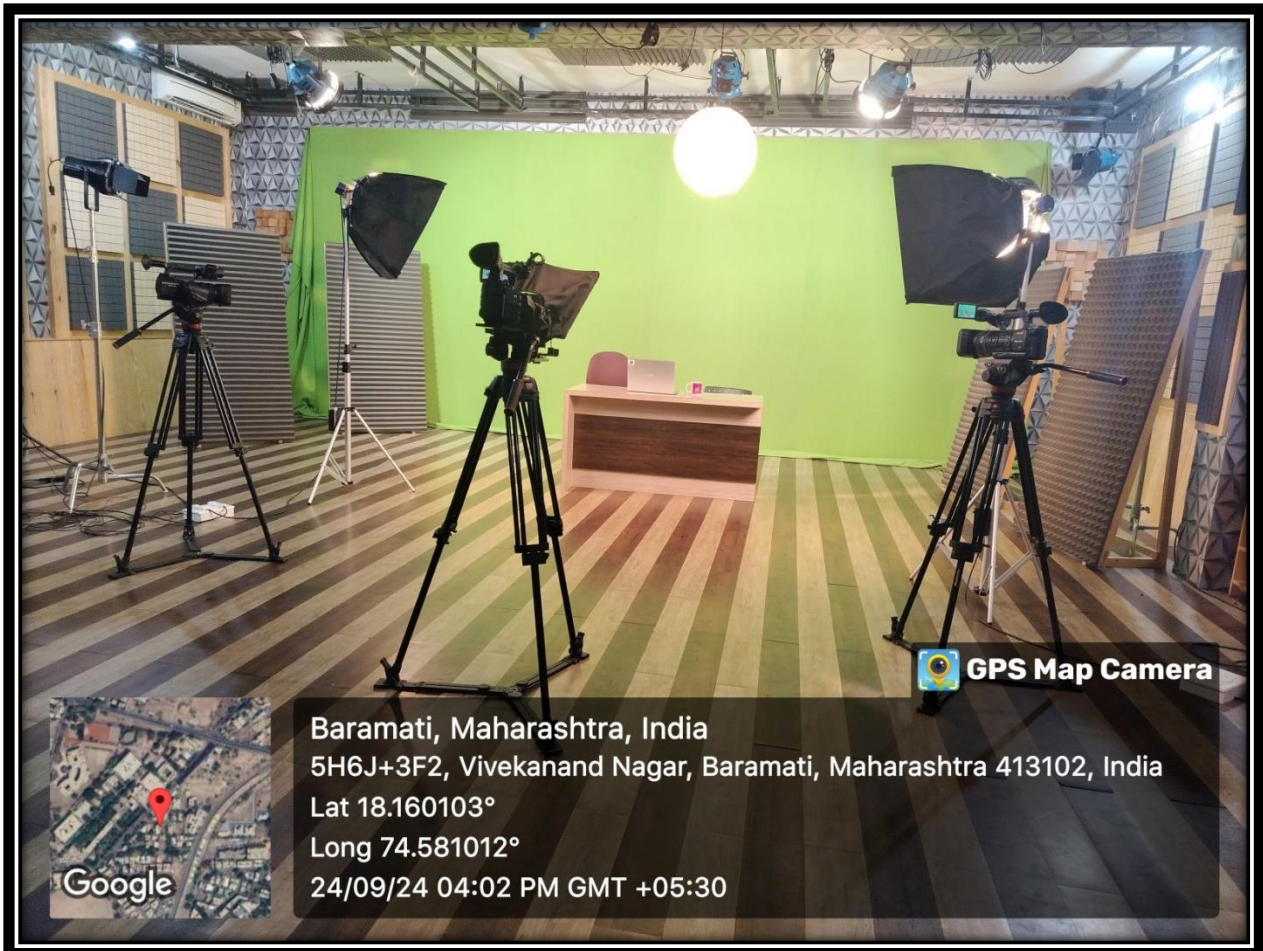 GPS Map Camera
Baramati, Maharashtra, India
5H6J+3F2, Vivekanand Nagar, Baramati, Maharashtra 413102, India
Lat 18.160103°
Long 74.581012°
24/09/24 04:02 PM GMT +05:30
Google